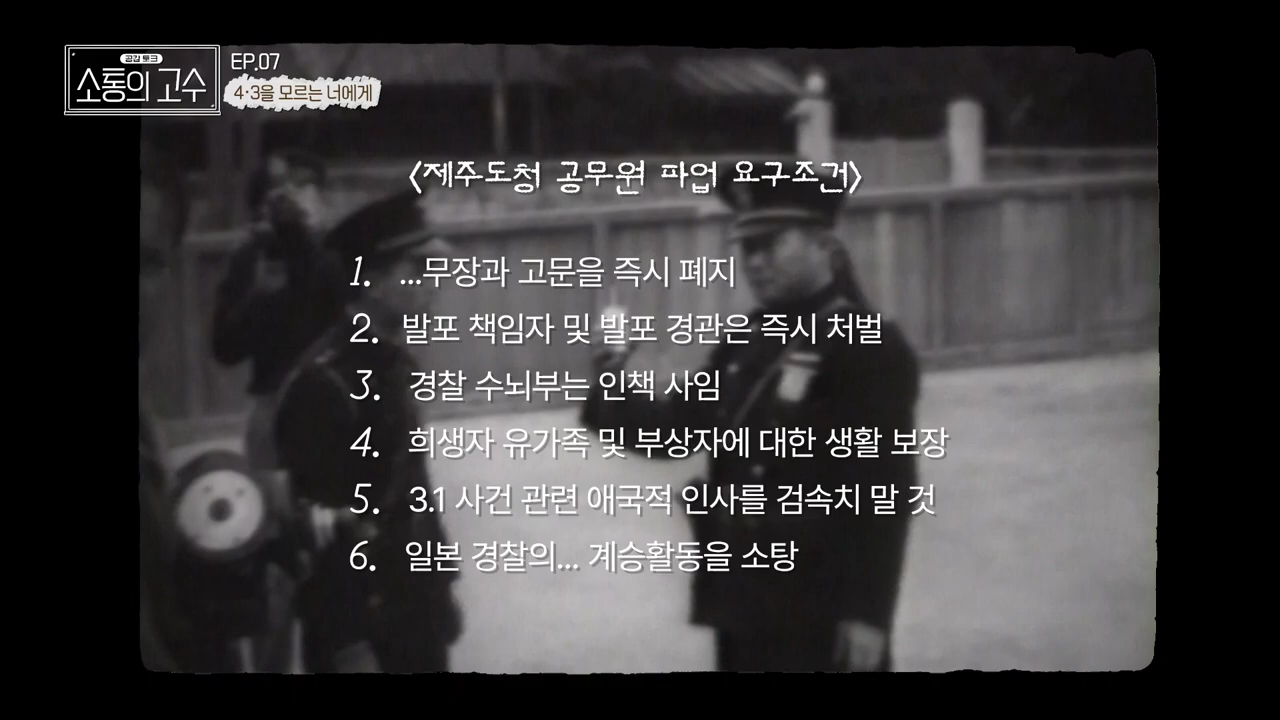 공감 토크
소통의 고수
EP.07
4·3을 모르는 너에게
<제주도청 공무원 파업 요구조건>
1. ...무장과 고문을 즉시 폐지
2. 발포 책임자 및 발포 경관은 즉시 처벌
3. 경찰 수뇌부는 인책 사임
4. 희생자 유가족 및 부상자에 대한 생활 보장
5. 3.1 사건 관련 애국적 인사를 검속치 말 것
6. 일본 경찰의... 계승활동을 소탕